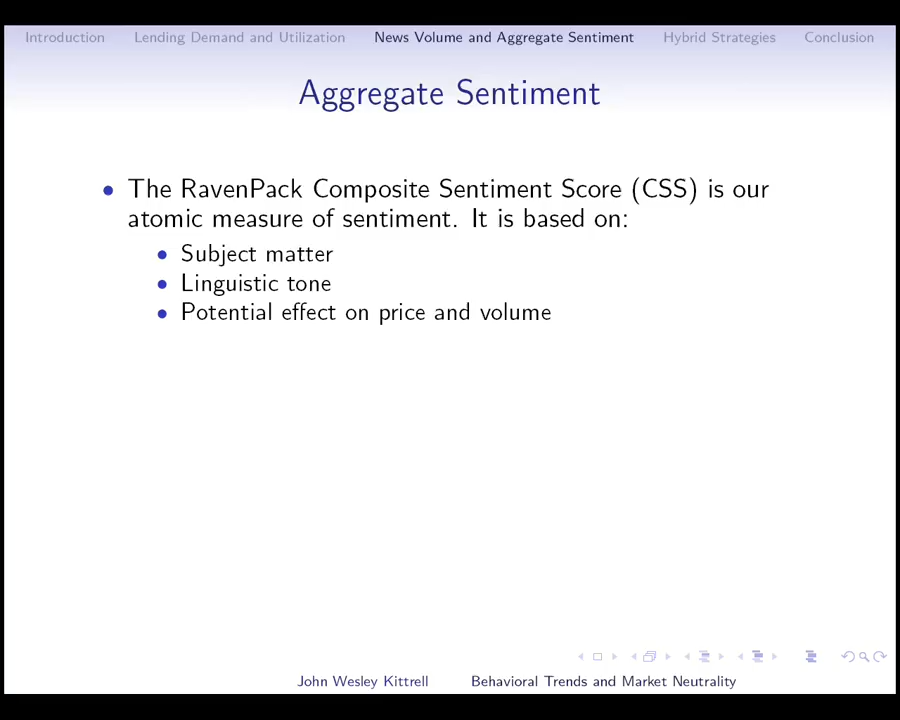 Introduction Lending Demand and Utilization News Volume and Aggregate Sentiment Hybrid Strategies Conclusion
Aggregate Sentiment
• The RavenPack Composite Sentiment Score (CSS) is our
atomic measure of sentiment. It is based on:
• Subject matter
• Linguistic tone
• Potential effect on price and volume
John Wesley Kittrell Behavioral Trends and Market Neutrality